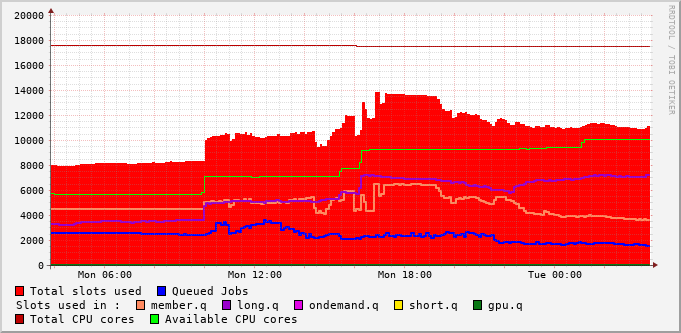 20000
18000
16000
14000
12000
10000
8000
6000
4000
2000
0
Mon 06:00 Mon 12:00 Mon 18:00 Tue 00:00
RRDTOOL / TOBI OETIKER
Total slots used Queued Jobs
Slots used in : member.q long.q ondemand.q short.q gpu.q
Total CPU cores Available CPU cores